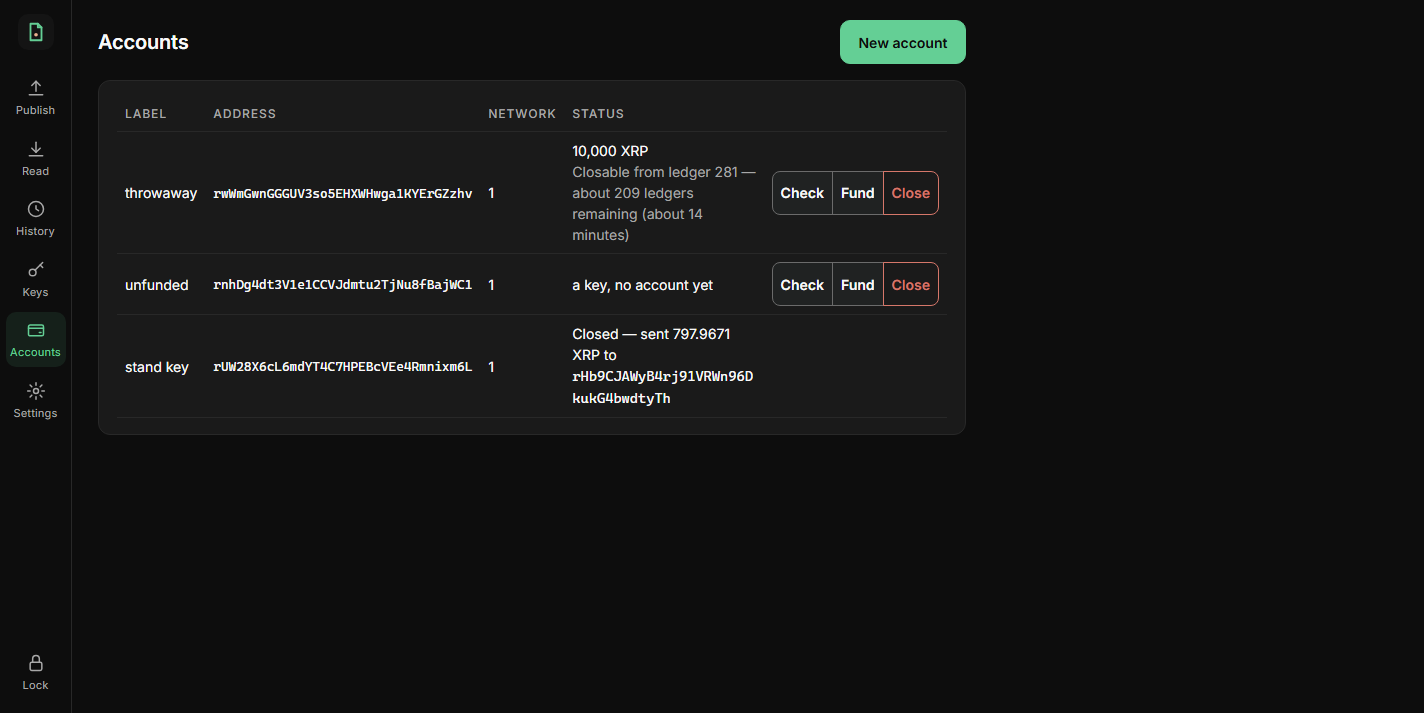 Accounts
New account
Publish
Read
History
Keys
Accounts
Settings
Lock
LABEL ADDRESS NETWORK STATUS
throwaway rwWmGwnGGGUV3so5EHXWHwga1KYErGZzhv 1
10,000 XRP
Closable from ledger 281 —
about 209 ledgers
remaining (about 14
minutes)
Check Fund Close
unfunded rnhDg4dt3V1e1CCVJdmtu2TjNu8fBajWC1 1 a key, no account yet Check Fund Close
stand key rUW28X6cL6mdYT4C7HPEBcVEe4Rmnixm6L 1
Closed — sent 797.9671
XRP to
rHb9CJAWyB4rj91VRWn96D
kukG4bwdtyTh